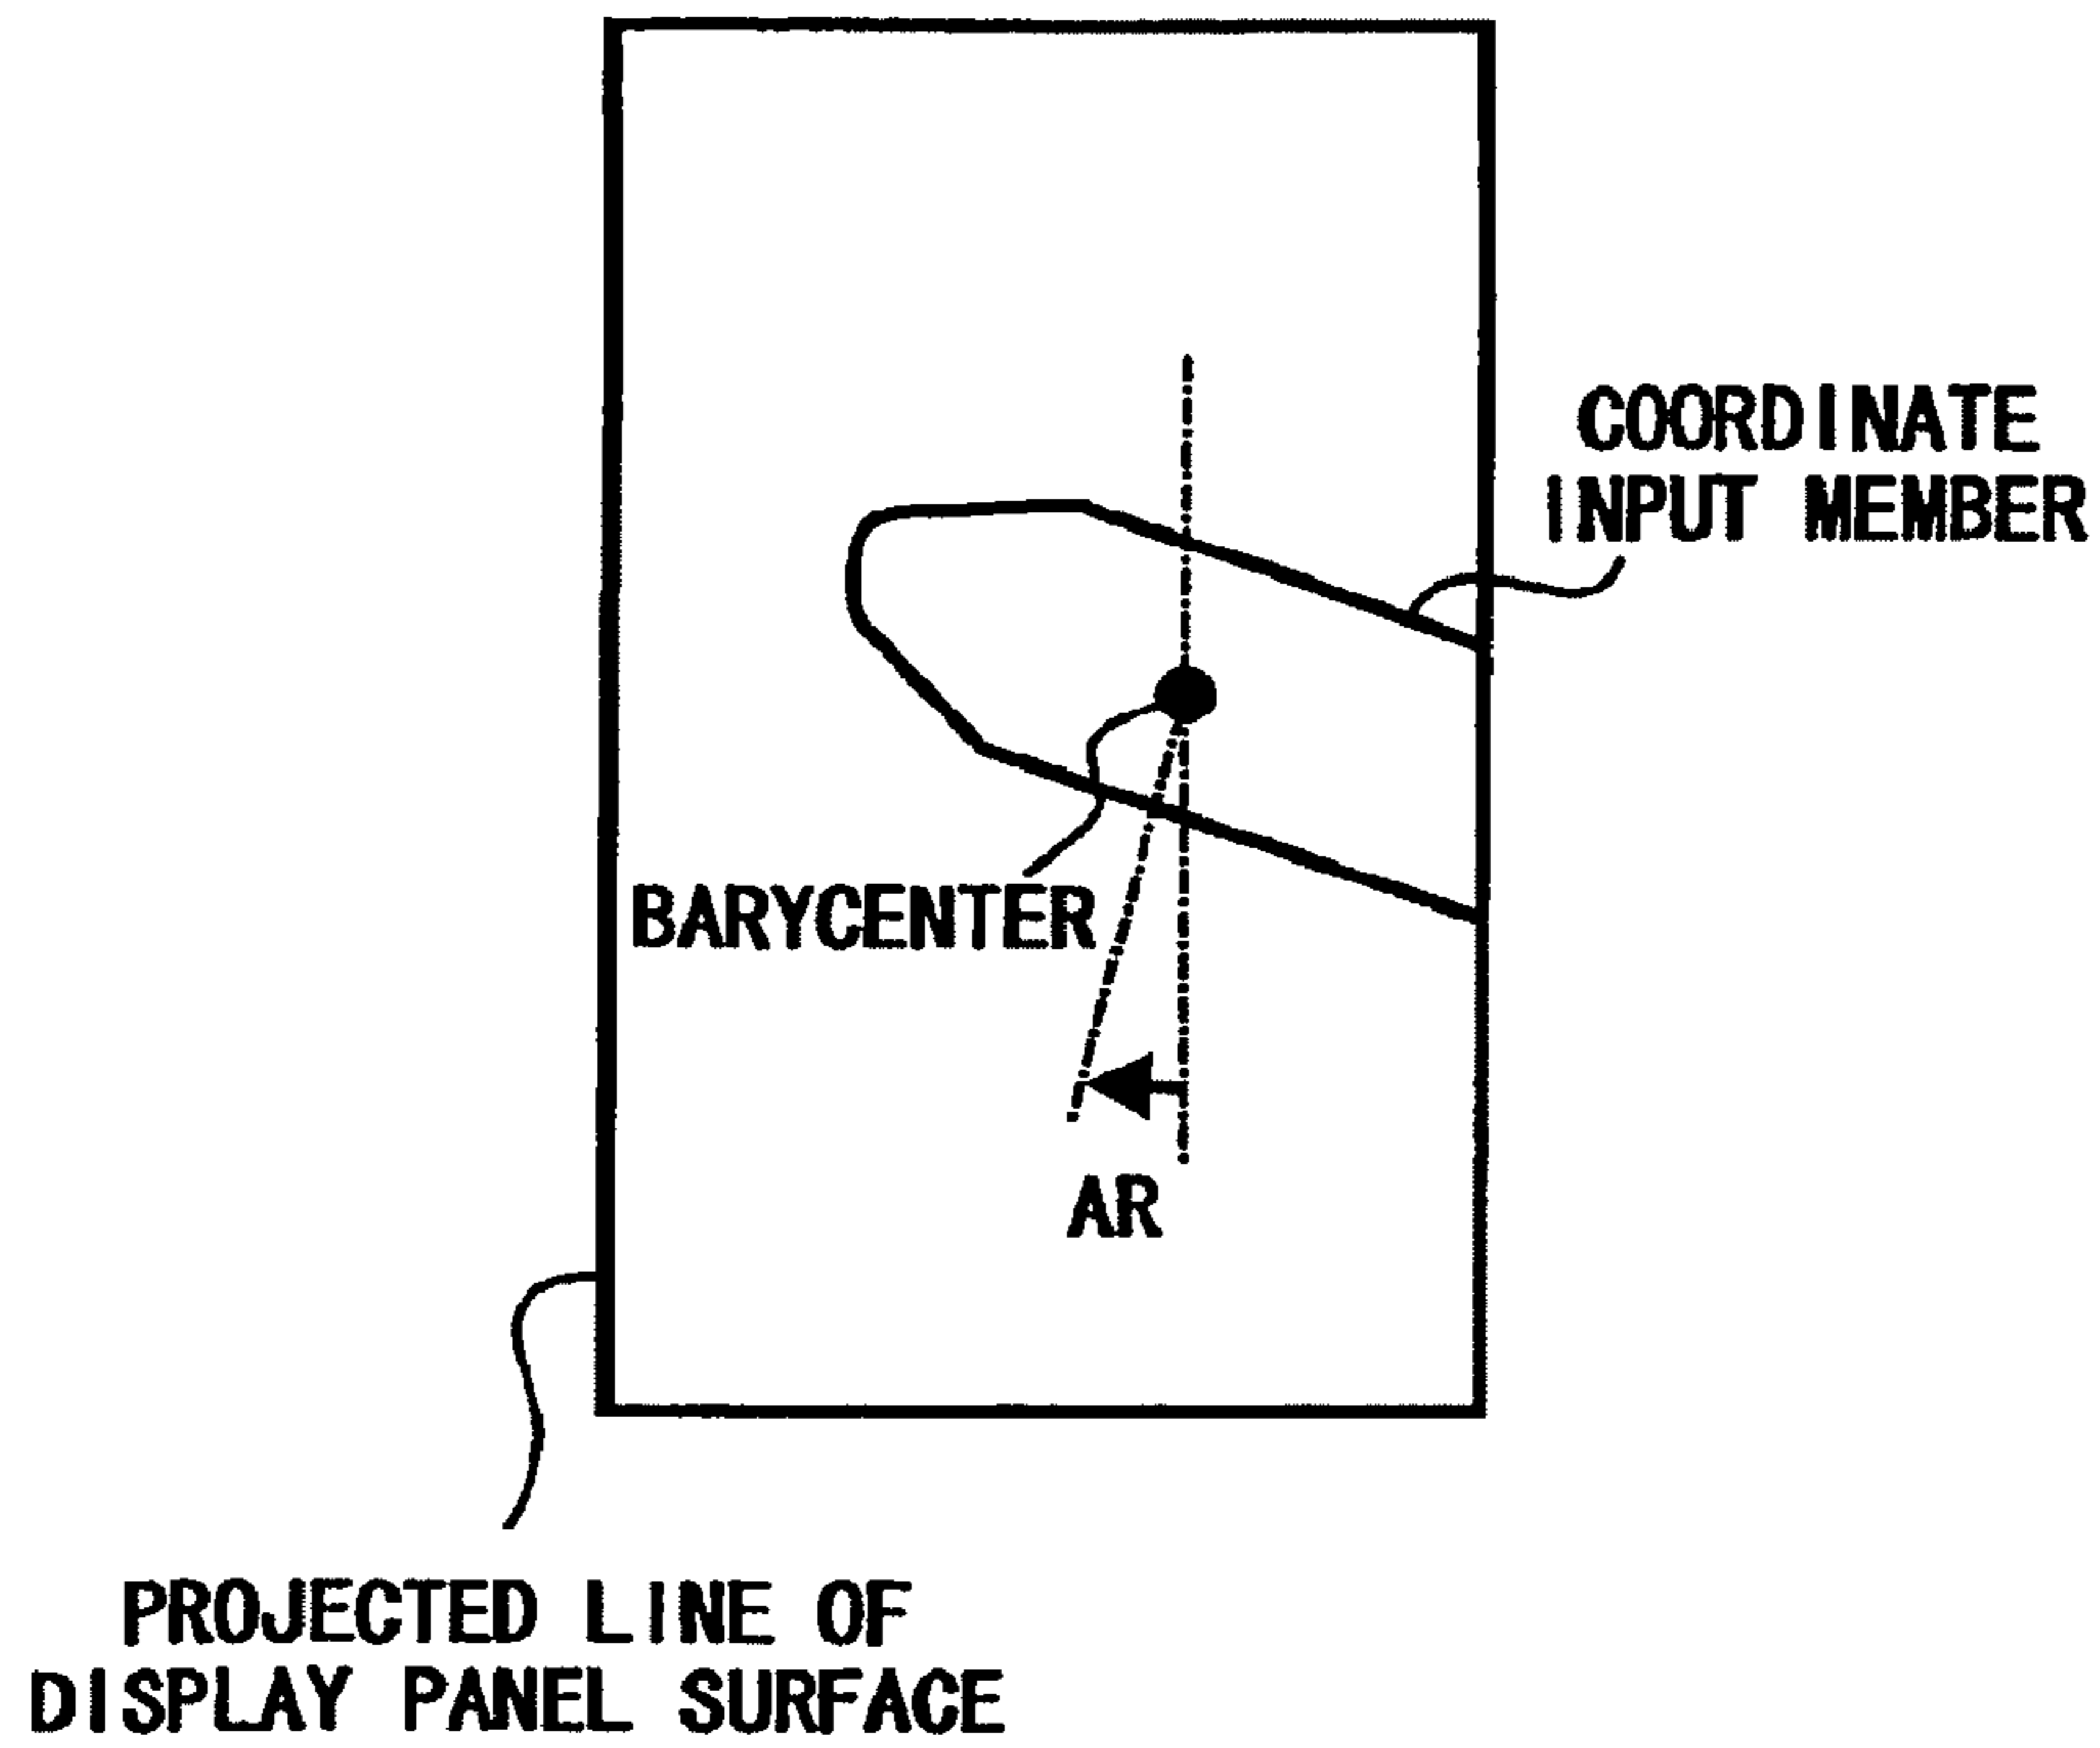 COORDINATE
INPUT MEMBER
BARYCENTER
AR
PROJECTED LINE OF
DISPLAY PANEL SURFACE